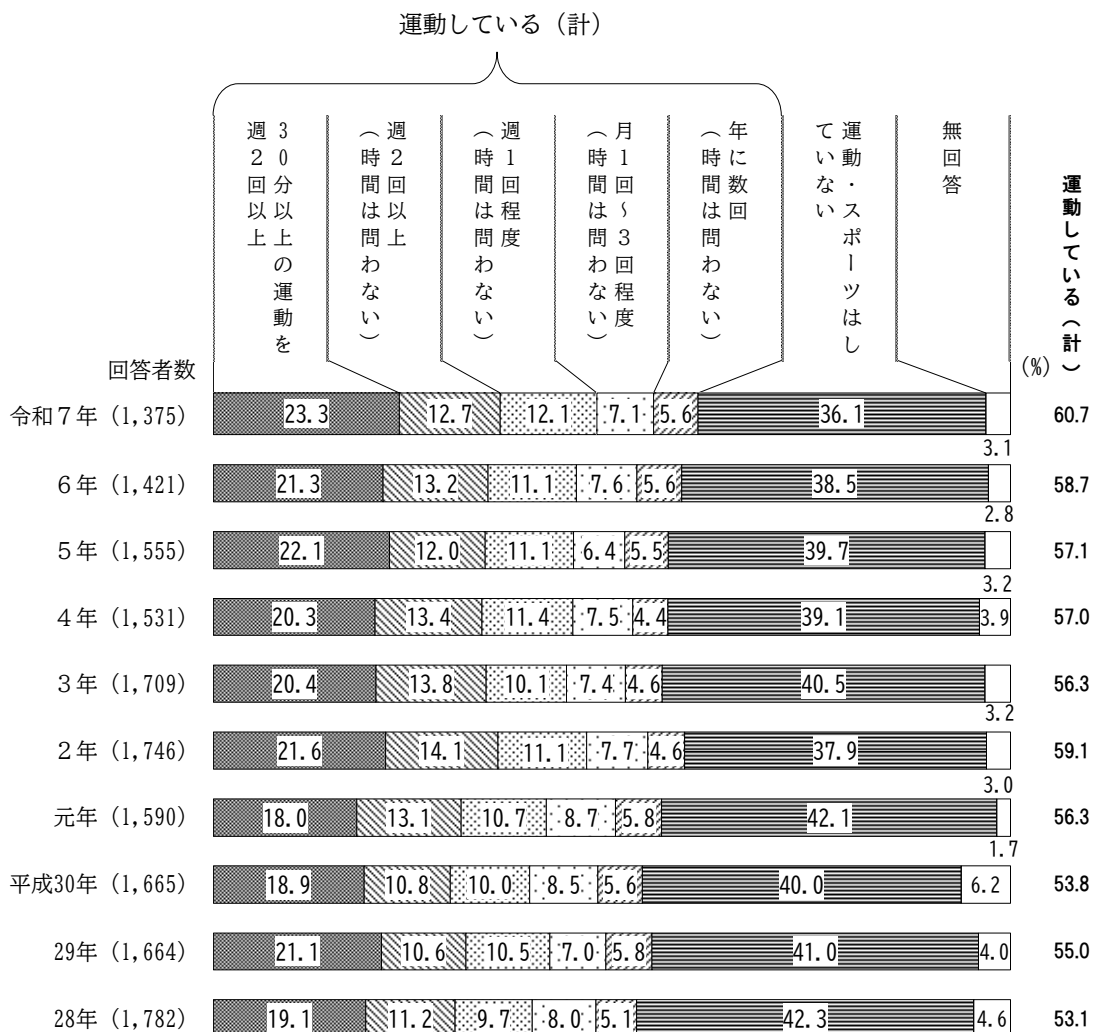 運動している（計）
３０分以上の運動を
週２回以上
週２回以上
（時間は問わない）
週１回程度
（時間は問わない）
月１回～３回程度
（時間は問わない）
年に数回
（時間は問わない）
運動・スポーツはし
ていない
無回答
運動している（計）
回答者数
(%)
令和７年 (1,375) 23.3 12.7 12.1 7.1 5.6 36.1 3.1 60.7
６年 (1,421) 21.3 13.2 11.1 7.6 5.6 38.5 2.8 58.7
５年 (1,555) 22.1 12.0 11.1 6.4 5.5 39.7 3.2 57.1
４年 (1,531) 20.3 13.4 11.4 7.5 4.4 39.1 3.9 57.0
３年 (1,709) 20.4 13.8 10.1 7.4 4.6 40.5 3.2 56.3
２年 (1,746) 21.6 14.1 11.1 7.7 4.6 37.9 3.0 59.1
元年 (1,590) 18.0 13.1 10.7 8.7 5.8 42.1 1.7 56.3
平成30年 (1,665) 18.9 10.8 10.0 8.5 5.6 40.0 6.2 53.8
29年 (1,664) 21.1 10.6 10.5 7.0 5.8 41.0 4.0 55.0
28年 (1,782) 19.1 11.2 9.7 8.0 5.1 42.3 4.6 53.1